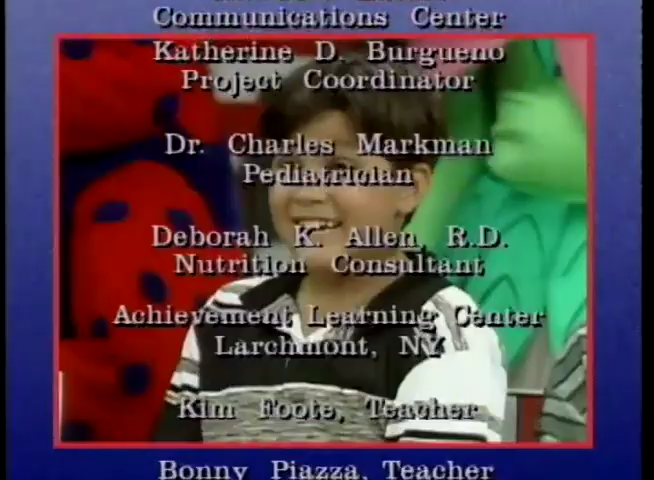 Communications Center
Katherine D. Burgueno
Project Coordinator
Dr. Charles Markman
Pediatrician
Deborah K. Allen, R.D.
Nutrition Consultant
Achievement Learning Center
Larchmont, NY
Kim Foote, Teacher
Bonny Piazza, Teacher